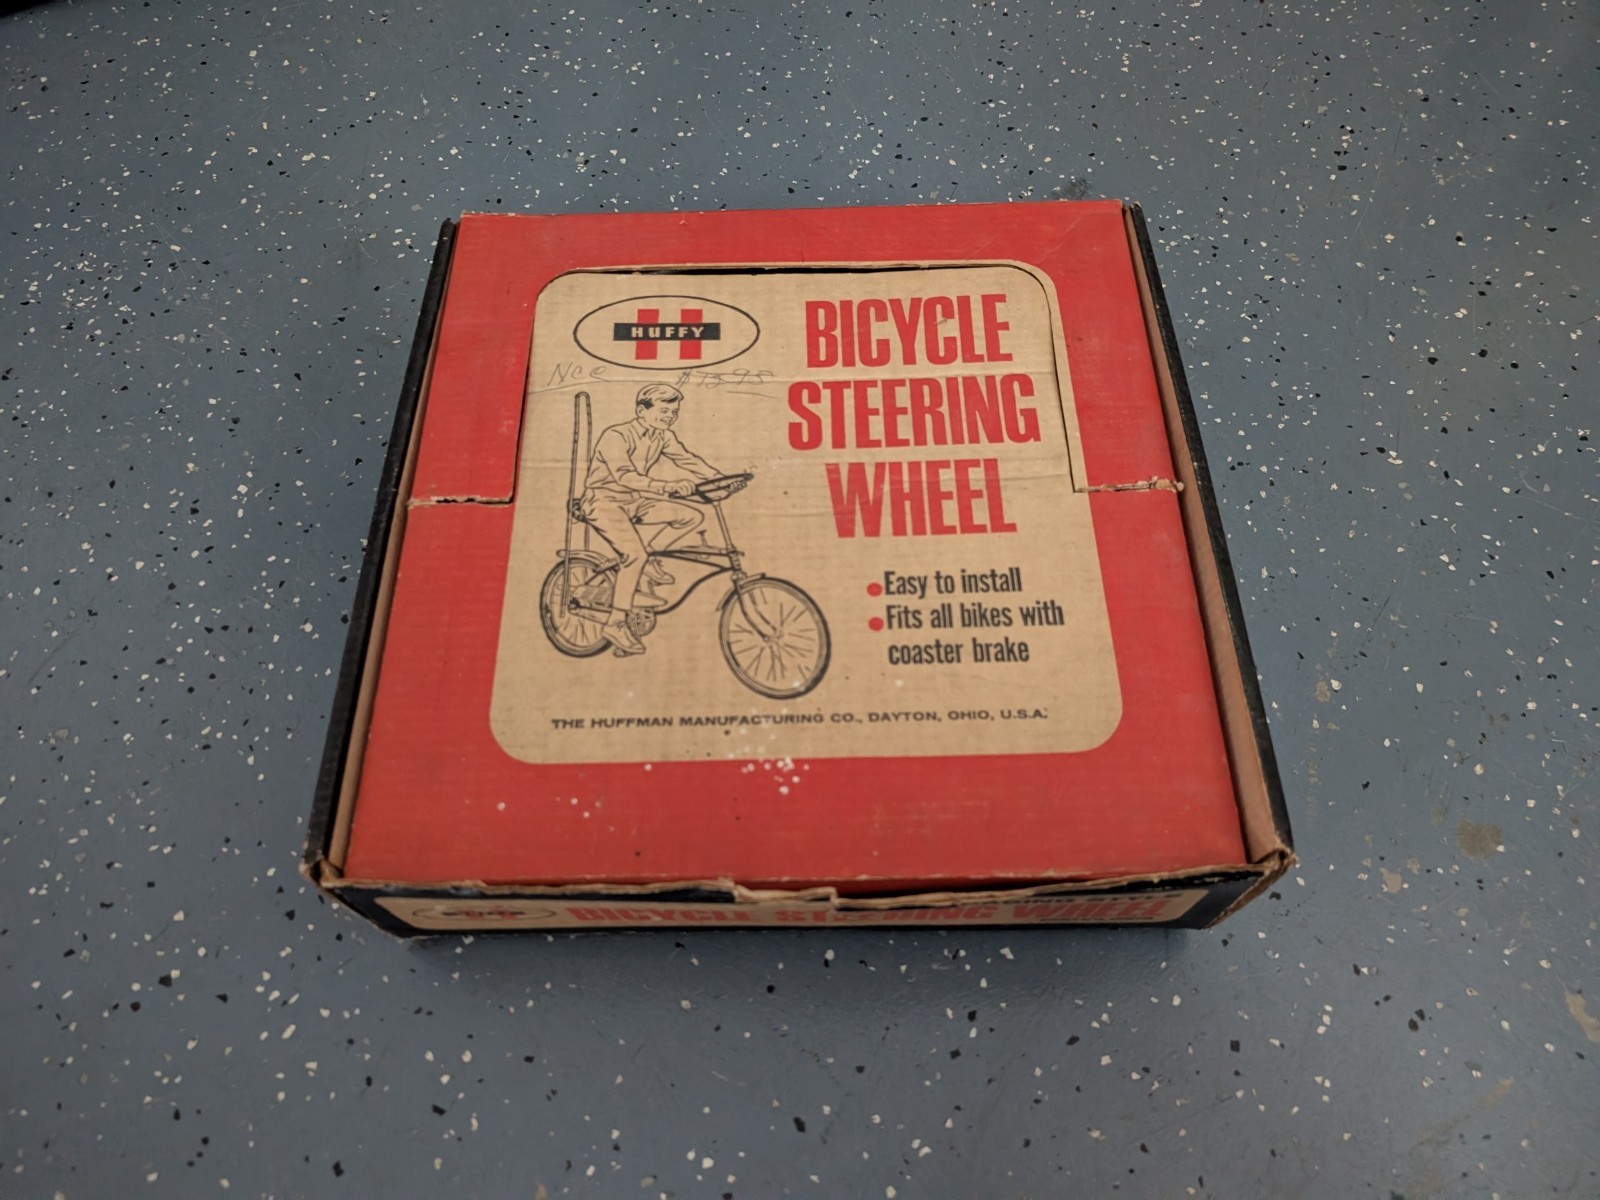 HUFFY
BICYCLE
STEERING
WHEEL
Easy to install
Fits all bikes with
coaster brake
THE HUFFMAN MANUFACTURING CO., DAYTON, OHIO, U.S.A.
HUFFY
BICYCLE STEERING WHEEL